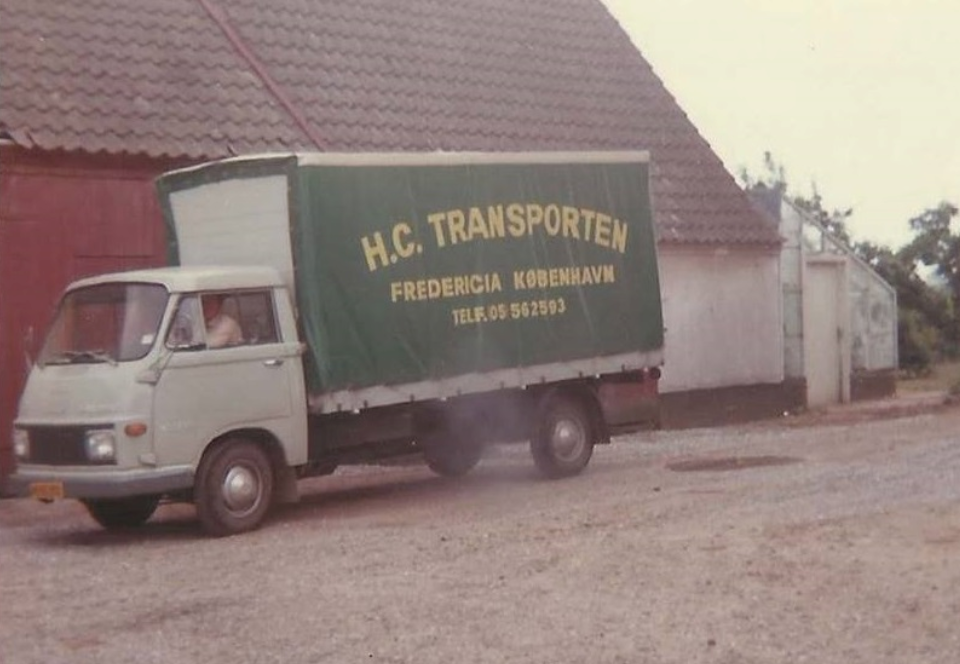 H.C. TRANSPORTEN
FREDERICIA KØBENHAVN
TELF. 05 562593